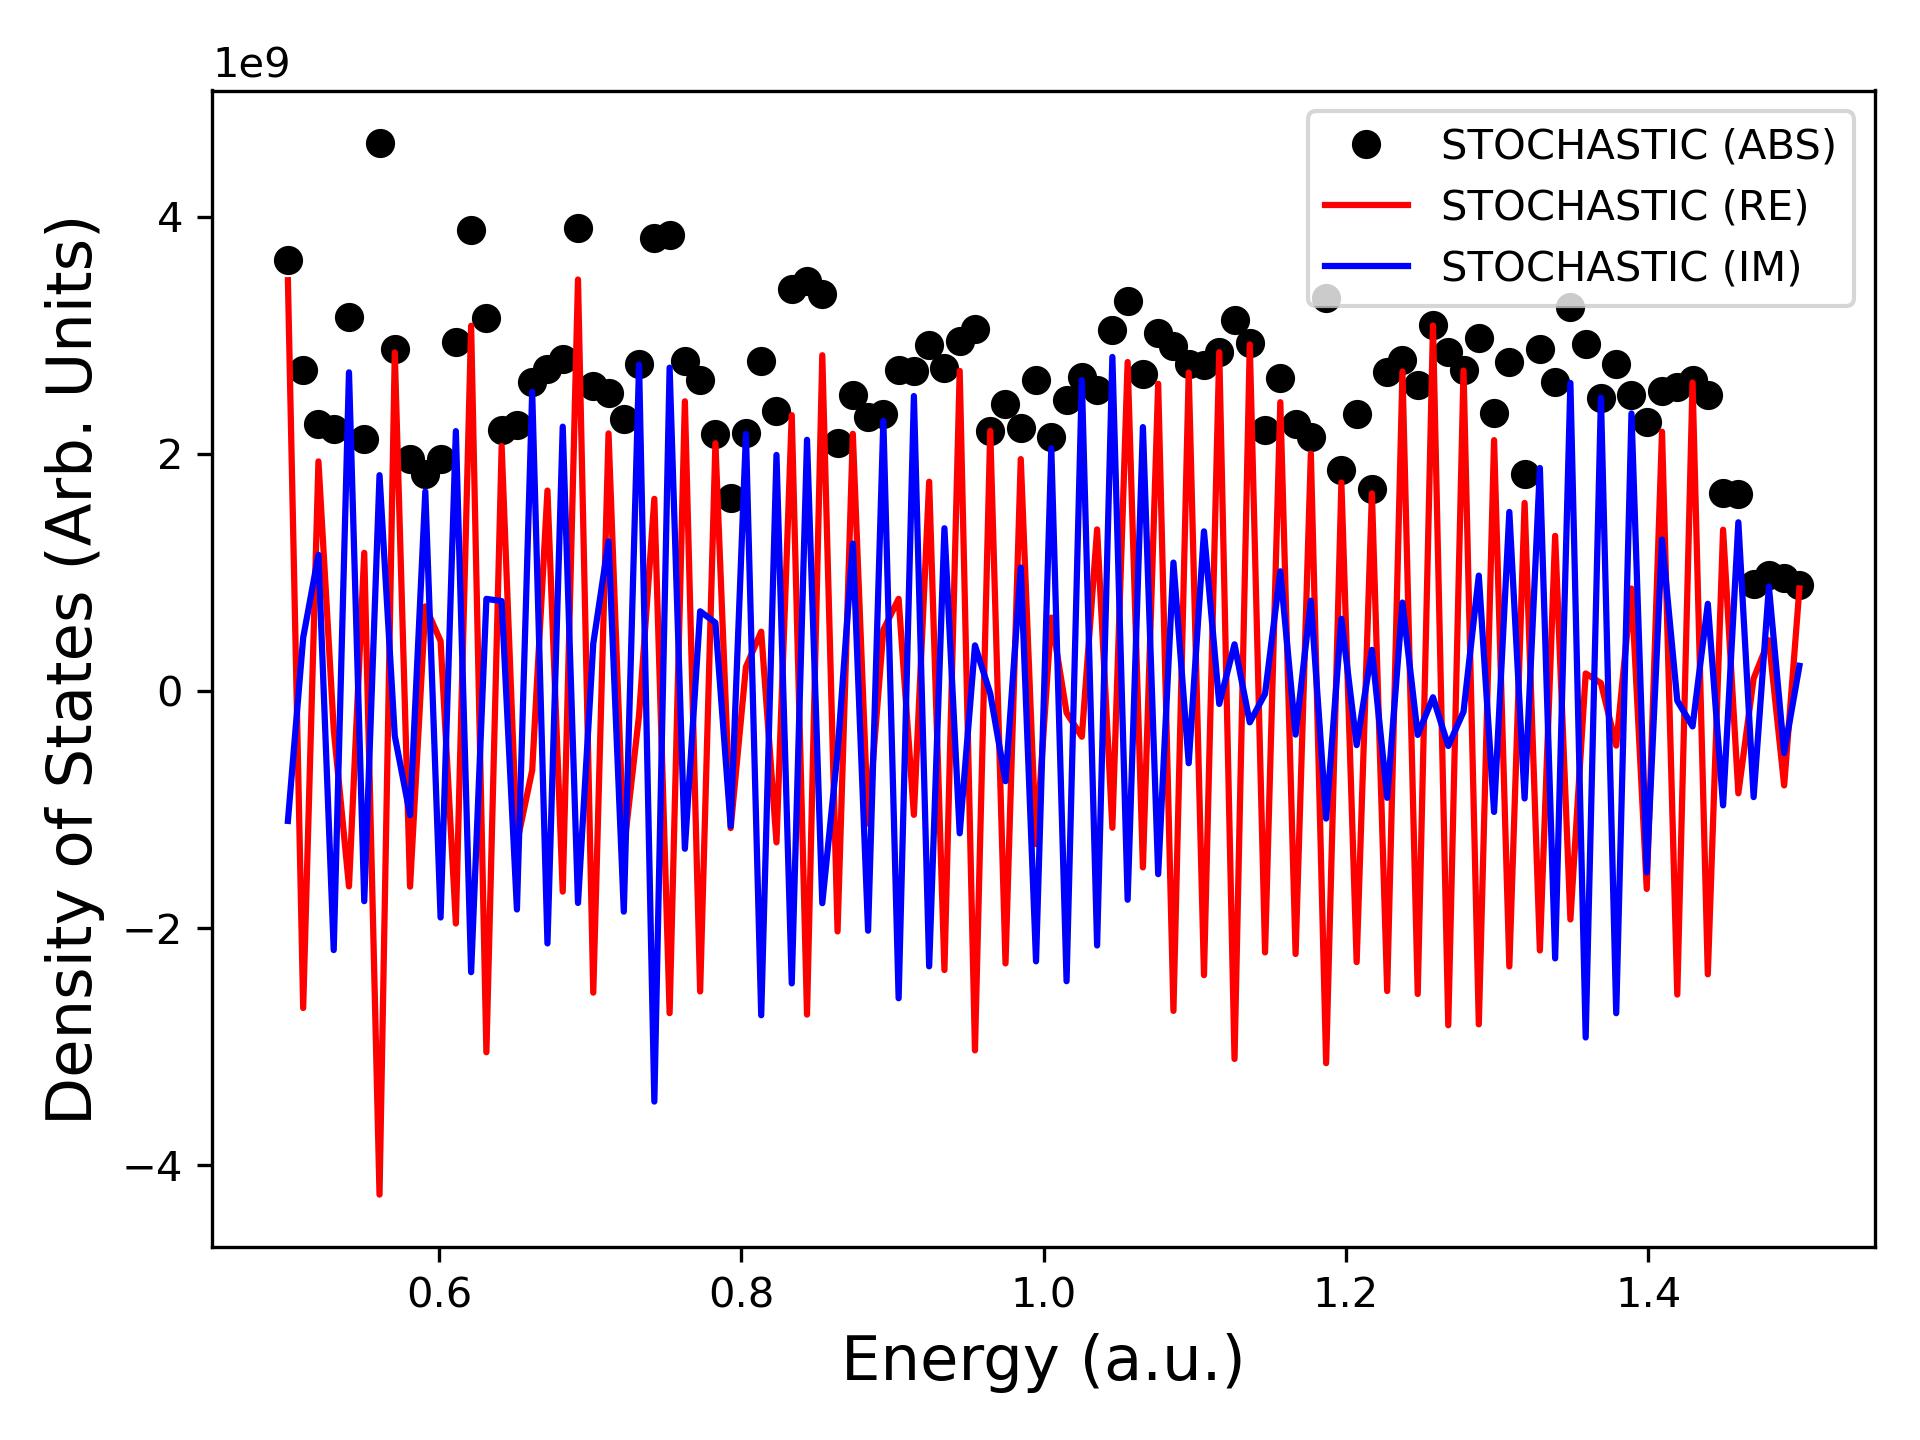 1e9
STOCHASTIC (ABS)
STOCHASTIC (RE)
STOCHASTIC (IM)
4
2
0
−2
−4
Density of States (Arb. Units)
0.6 0.8 1.0 1.2 1.4
Energy (a.u.)